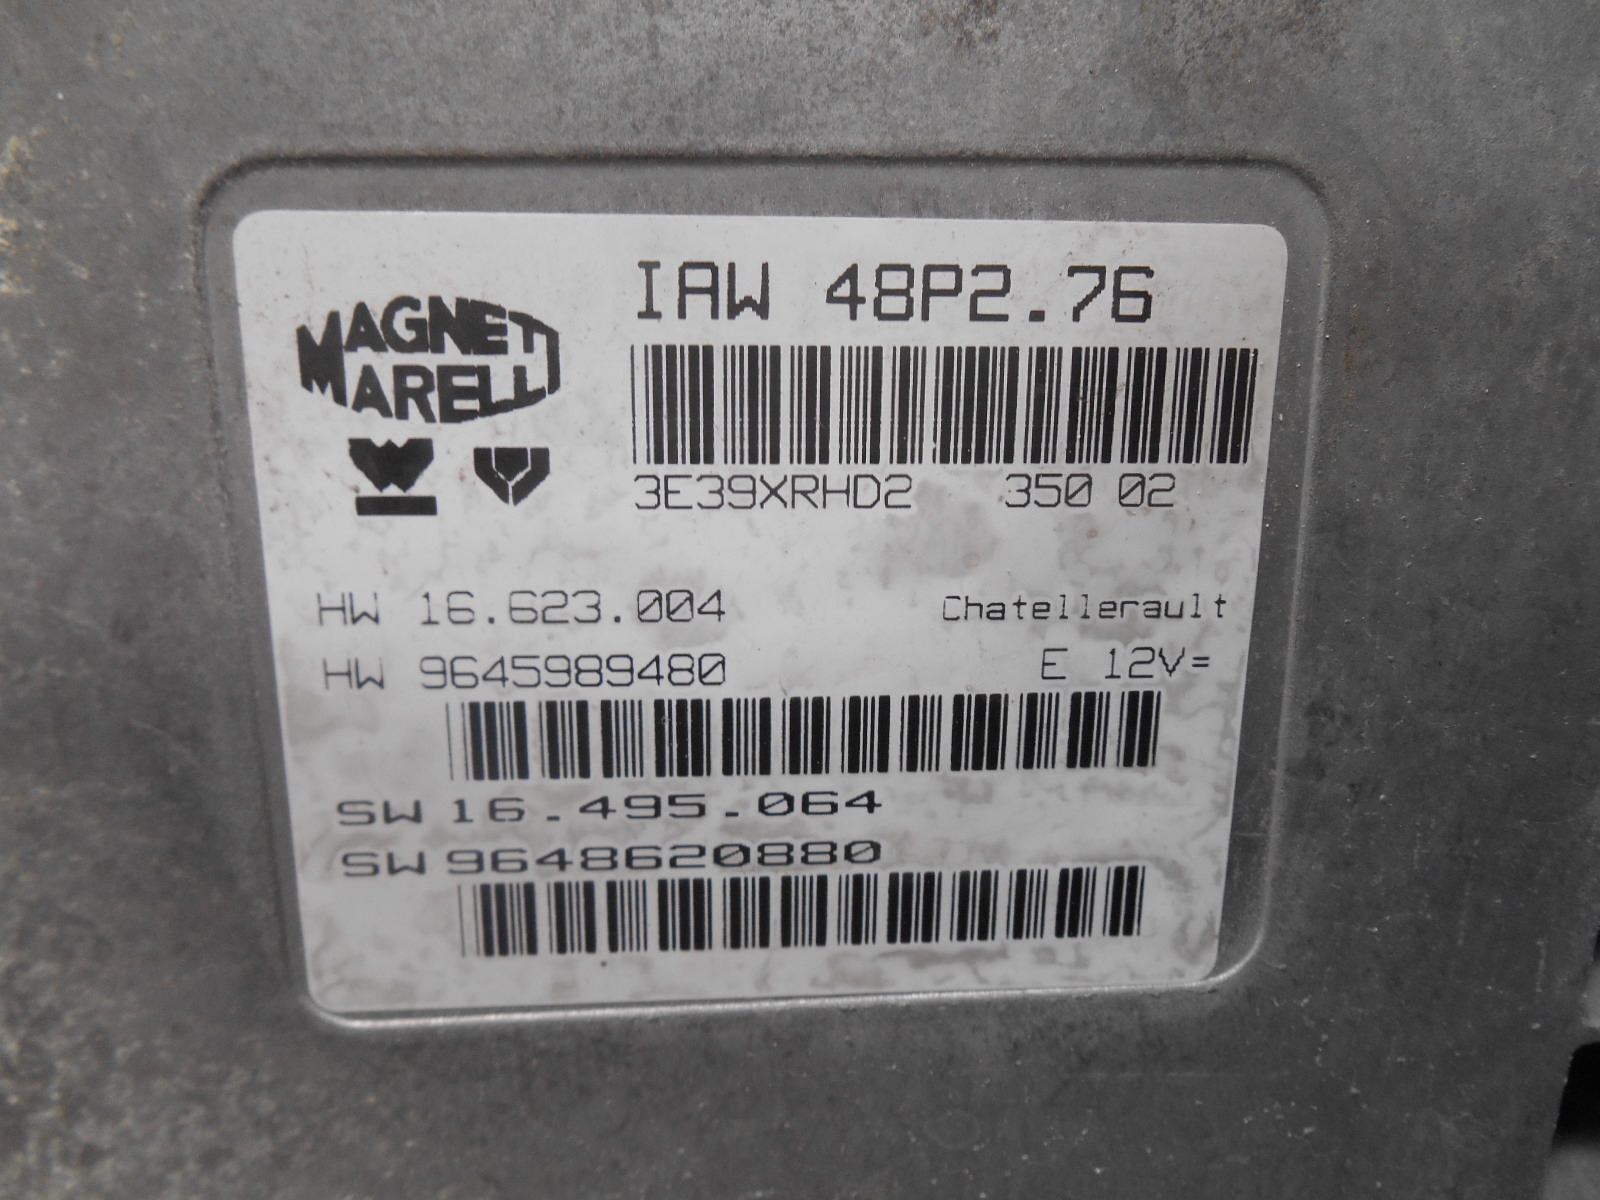 MAGNETI
MARELLI
IAW 48P2.76
3E39XRHD2 350 02
HW 16.623.004 Chatellerault
HW 9645989480 E 12V=
SW 16.495.064
SW 9648620880